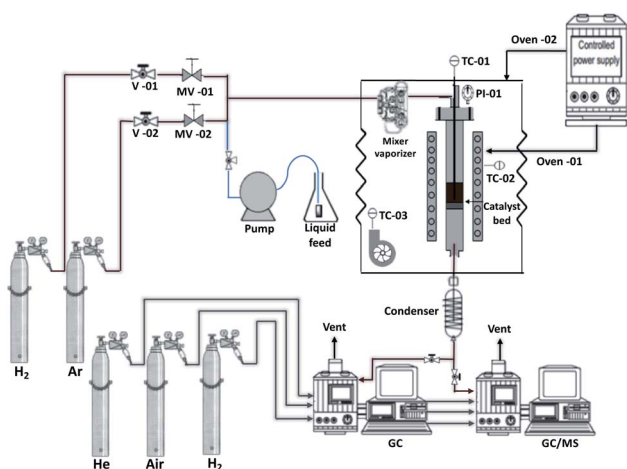 Oven -02
Controlled
power supply
TC-01
V -01
MV -01
PI-01
V -02
MV -02
Mixer
vaporizer
Oven -01
TC-02
Catalyst
bed
TC-03
Pump
Liquid
feed
Condenser
H2
Ar
Vent
Vent
He
Air
H2
GC
GC/MS